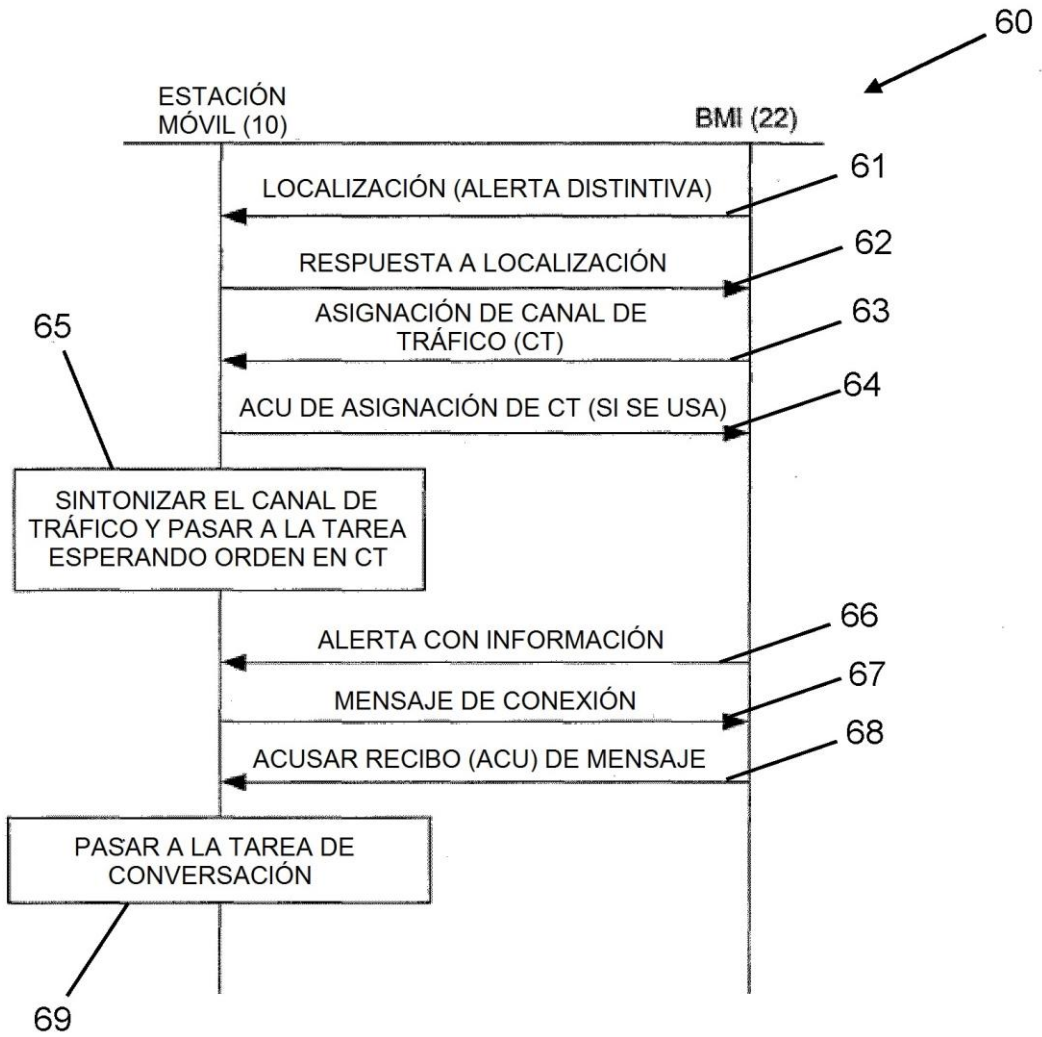 60
ESTACIÓN
MÓVIL (10)
BMI (22)
61
LOCALIZACIÓN (ALERTA DISTINTIVA)
62
RESPUESTA A LOCALIZACIÓN
63
ASIGNACIÓN DE CANAL DE
TRÁFICO (CT)
65
64
ACU DE ASIGNACIÓN DE CT (SI SE USA)
SINTONIZAR EL CANAL DE
TRÁFICO Y PASAR A LA TAREA
ESPERANDO ORDEN EN CT
66
ALERTA CON INFORMACIÓN
67
MENSAJE DE CONEXIÓN
68
ACUSAR RECIBO (ACU) DE MENSAJE
PASAR A LA TAREA DE
CONVERSACIÓN
69